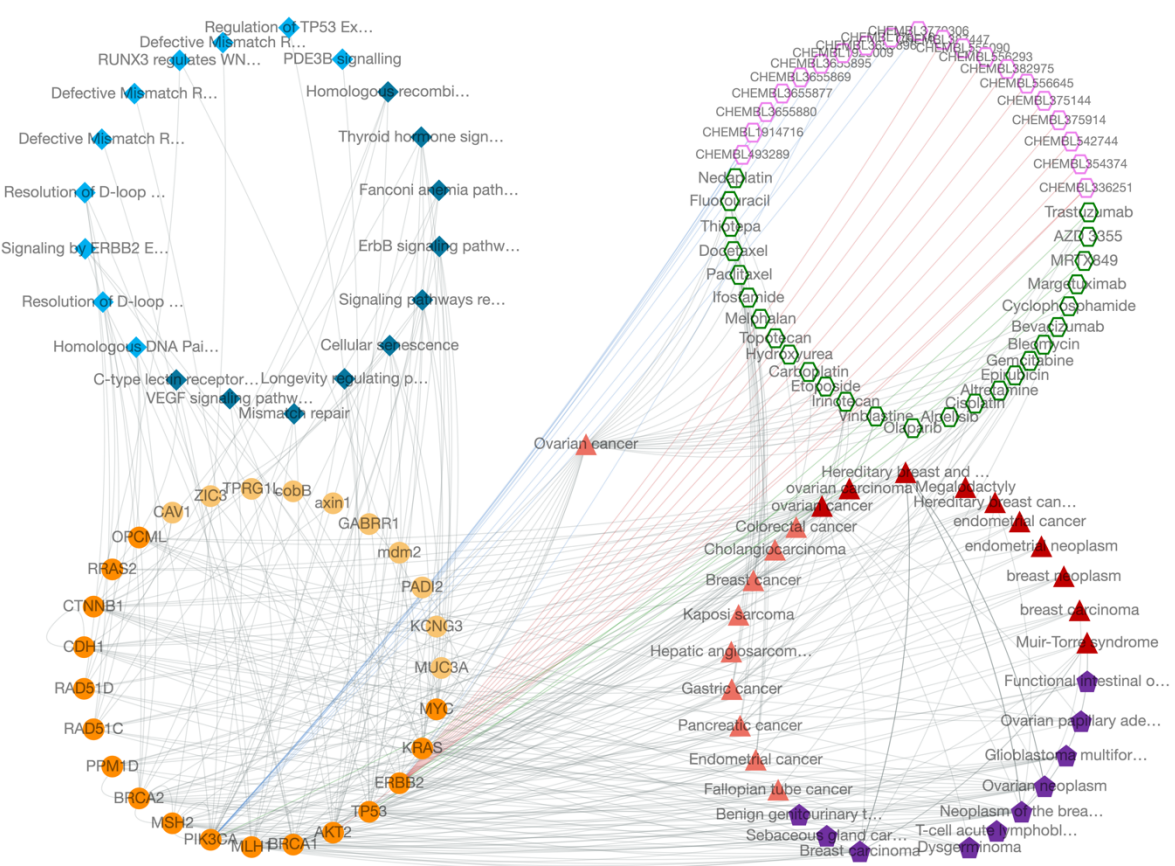 Regulation of TP53 Ex…
Defective Mismatch R…
RUNX3 regulates WN…
PDE3B signalling
Defective Mismatch R…
Homologous recombi…
Defective Mismatch R…
Thyroid hormone sign…
Resolution of D-loop …
Fanconi anemia path…
Signaling by ERBB2 E…
ErbB signaling pathw…
Resolution of D-loop …
Signaling pathways re…
Homologous DNA Pai…
Cellular senescence
C-type lectin receptor…
Longevity regulating p…
VEGF signaling pathw…
Mismatch repair
CHEMBL3770306
CHEMBL1923009
CHEMBL3655895
CHEMBL3655869
CHEMBL3655877
CHEMBL3655880
CHEMBL1914716
CHEMBL493289
CHEMBL556293
CHEMBL382975
CHEMBL556645
CHEMBL375144
CHEMBL375914
CHEMBL542744
CHEMBL354374
CHEMBL336251
Nedaplatin
Fluorouracil
Thiotepa
Docetaxel
Paclitaxel
Ifosfamide
Melphalan
Topotecan
Hydroxyurea
Carboplatin
Etoposide
Irinotecan
Vinblastine
Olaparib
Alpelisib
Cisplatin
Altretamine
Epirubicin
Gemcitabine
Bleomycin
Bevacizumab
Cyclophosphamide
Margetuximab
MRTX849
AZD 3355
Trastuzumab
Ovarian cancer
ZIC3
TPRG1L
cobB
axin1
CAV1
GABRR1
OPCML
mdm2
RRAS2
PADI2
CTNNB1
KCNG3
CDH1
MUC3A
RAD51D
MYC
RAD51C
KRAS
PPM1D
ERBB2
BRCA2
TP53
MSH2
AKT2
PIK3CA
MLH1
BRCA1
Hereditary breast and …
ovarian carcinoma
Megalodactyly
ovarian cancer
Hereditary breast can…
Colorectal cancer
endometrial cancer
Cholangiocarcinoma
endometrial neoplasm
Breast cancer
breast neoplasm
Kaposi sarcoma
breast carcinoma
Hepatic angiosarcom…
Muir-Torre syndrome
Gastric cancer
Functional intestinal o…
Pancreatic cancer
Ovarian papillary ade…
Endometrial cancer
Glioblastoma multifor…
Fallopian tube cancer
Ovarian neoplasm
Benign genitourinary t…
Neoplasm of the brea…
Sebaceous gland car…
T-cell acute lymphobl…
Breast carcinoma
Dysgerminoma